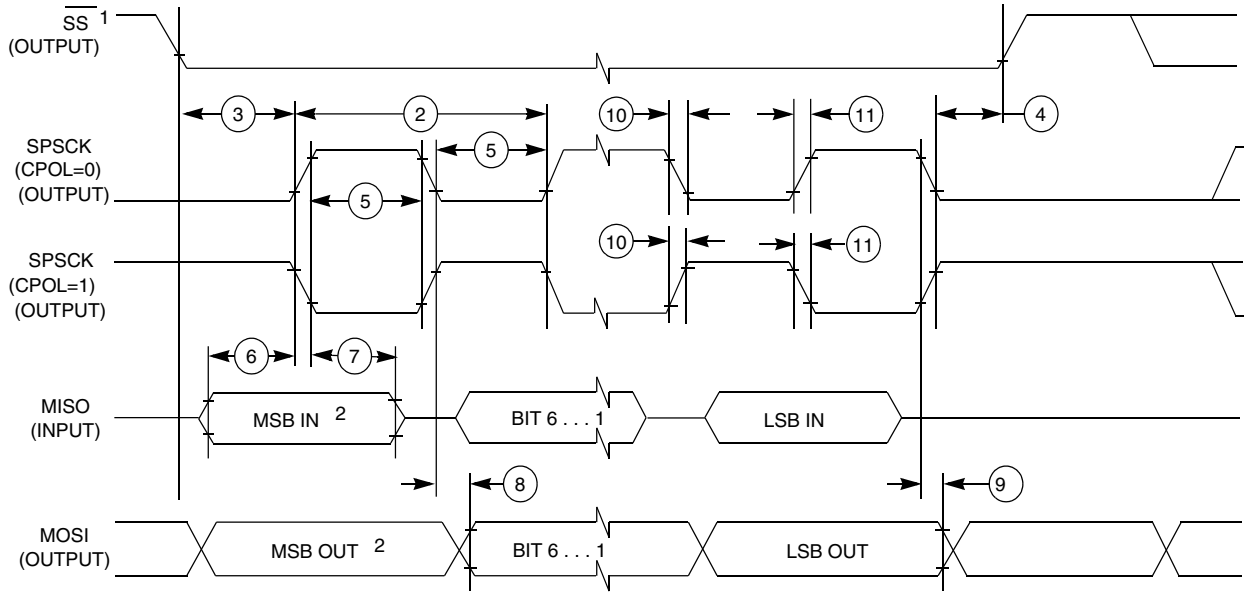 SS 1
(OUTPUT)
3
2
10
11
4
SPSCK
(CPOL=0)
(OUTPUT)
5
5
10
11
SPSCK
(CPOL=1)
(OUTPUT)
6
7
MISO
(INPUT)
MSB IN 2
BIT 6 . . . 1
LSB IN
8
9
MOSI
(OUTPUT)
MSB OUT 2
BIT 6 . . . 1
LSB OUT